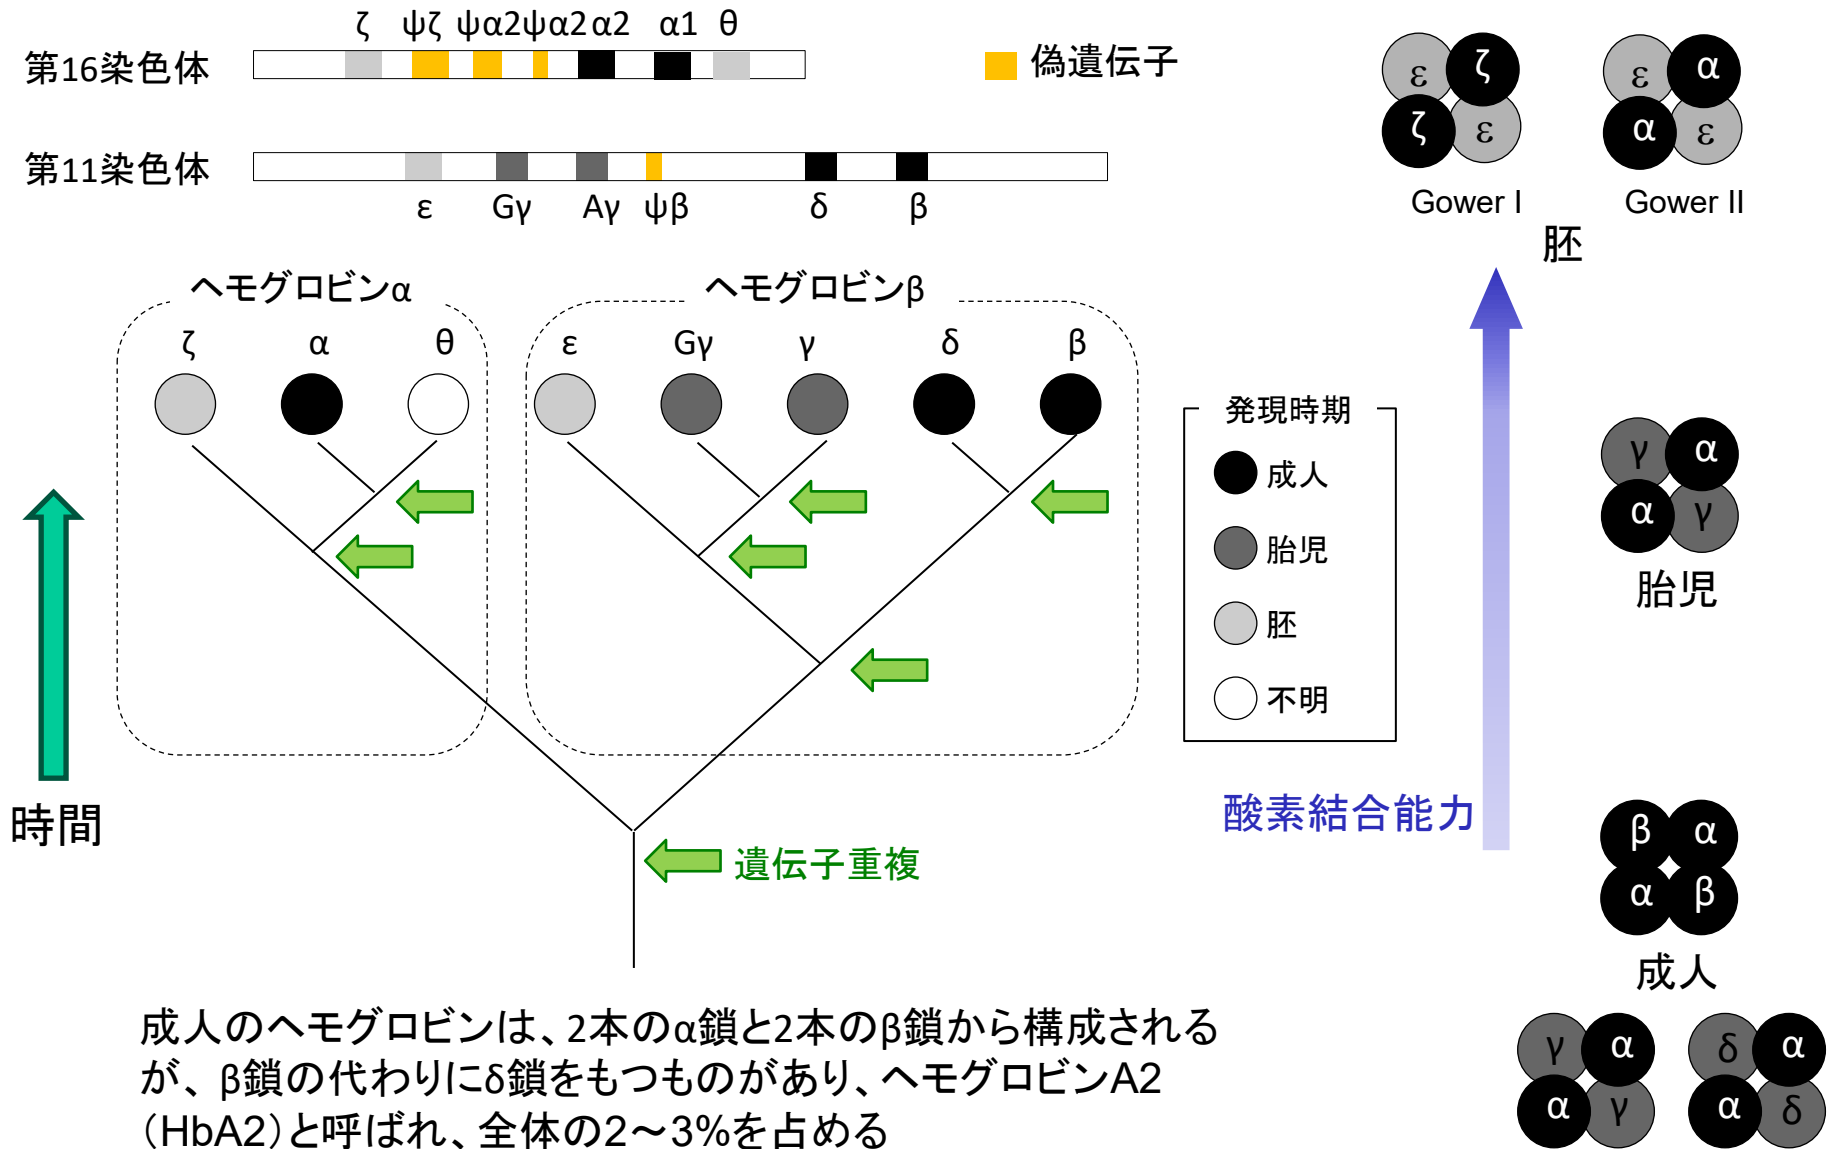 ζ ψζ ψα2 ψα2 α2 α1 θ
第16染色体
偽遺伝子
第11染色体
ε Gγ Aγ ψβ δ β
ε ζ
ζ ε
Gower I
ε α
α ε
Gower II
胚
ヘモグロビンα
ζ α θ
ヘモグロビンβ
ε Gγ γ δ β
発現時期
成人
胎児
胚
不明
時間
遺伝子重複
酸素結合能力
γ α
α γ
胎児
β α
α β
成人
γ α
α γ
δ α
α δ
成人のヘモグロビンは、2本のα鎖と2本のβ鎖から構成される
が、β鎖の代わりにδ鎖をもつものがあり、ヘモグロビンA2
（HbA2）と呼ばれ、全体の2～3%を占める